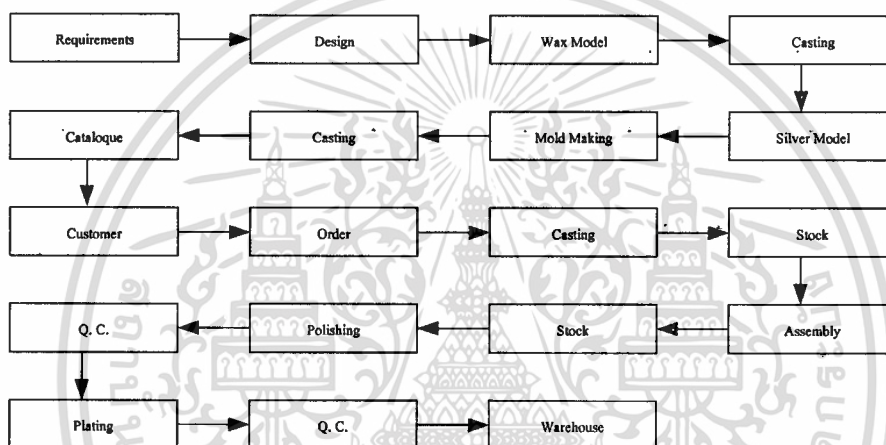 Requirements
Design
Wax Model
Casting
Silver Model
Mold Making
Casting
Cataloque
Customer
Order
Casting
Stock
Assembly
Stock
Polishing
Q. C.
Plating
Q. C.
Warehouse